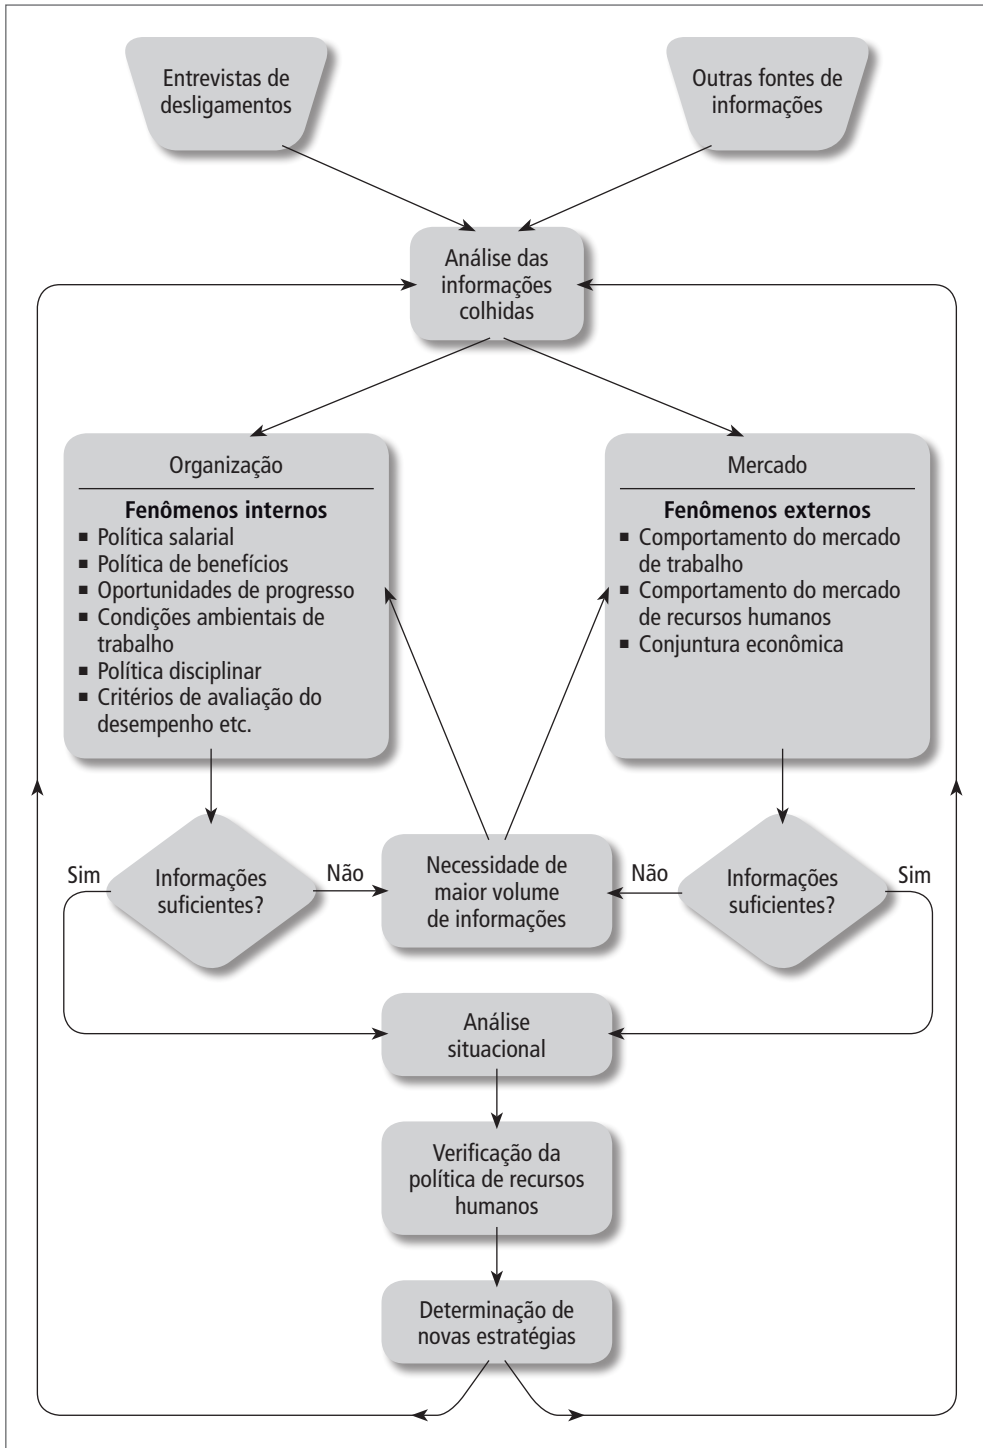 Entrevistas de
desligamentos
Outras fontes de
informações
Análise das
informações
colhidas
Organização
Fenômenos internos
▪ Política salarial
▪ Política de benefícios
▪ Oportunidades de progresso
▪ Condições ambientais de
trabalho
▪ Política disciplinar
▪ Critérios de avaliação do
desempenho etc.
Mercado
Fenômenos externos
▪ Comportamento do mercado
de trabalho
▪ Comportamento do mercado
de recursos humanos
▪ Conjuntura econômica
Sim
Informações
suficientes?
Não
Necessidade de
maior volume
de informações
Não
Informações
suficientes?
Sim
Análise
situacional
Verificação da
política de recursos
humanos
Determinação de
novas estratégias